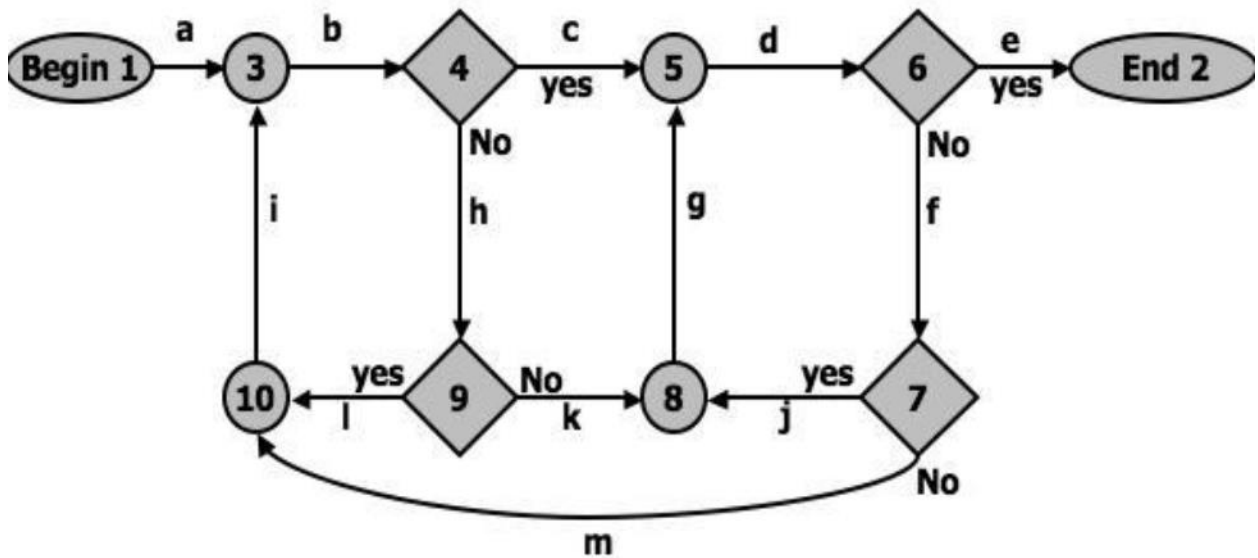 a b c d e
Begin 1 3 4 5 6 End 2
yes yes
No No
i h g f
yes No yes
10 9 8 7
l k j
No
m